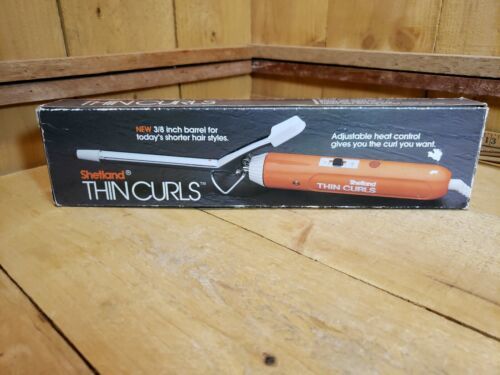 THIN CURLS
NEW 3/8 inch barrel for
today's shorter hair styles.
Adjustable heat control
gives you the curl you want.
Shetland®
THIN CURLS™
Shetland
THIN CURLS